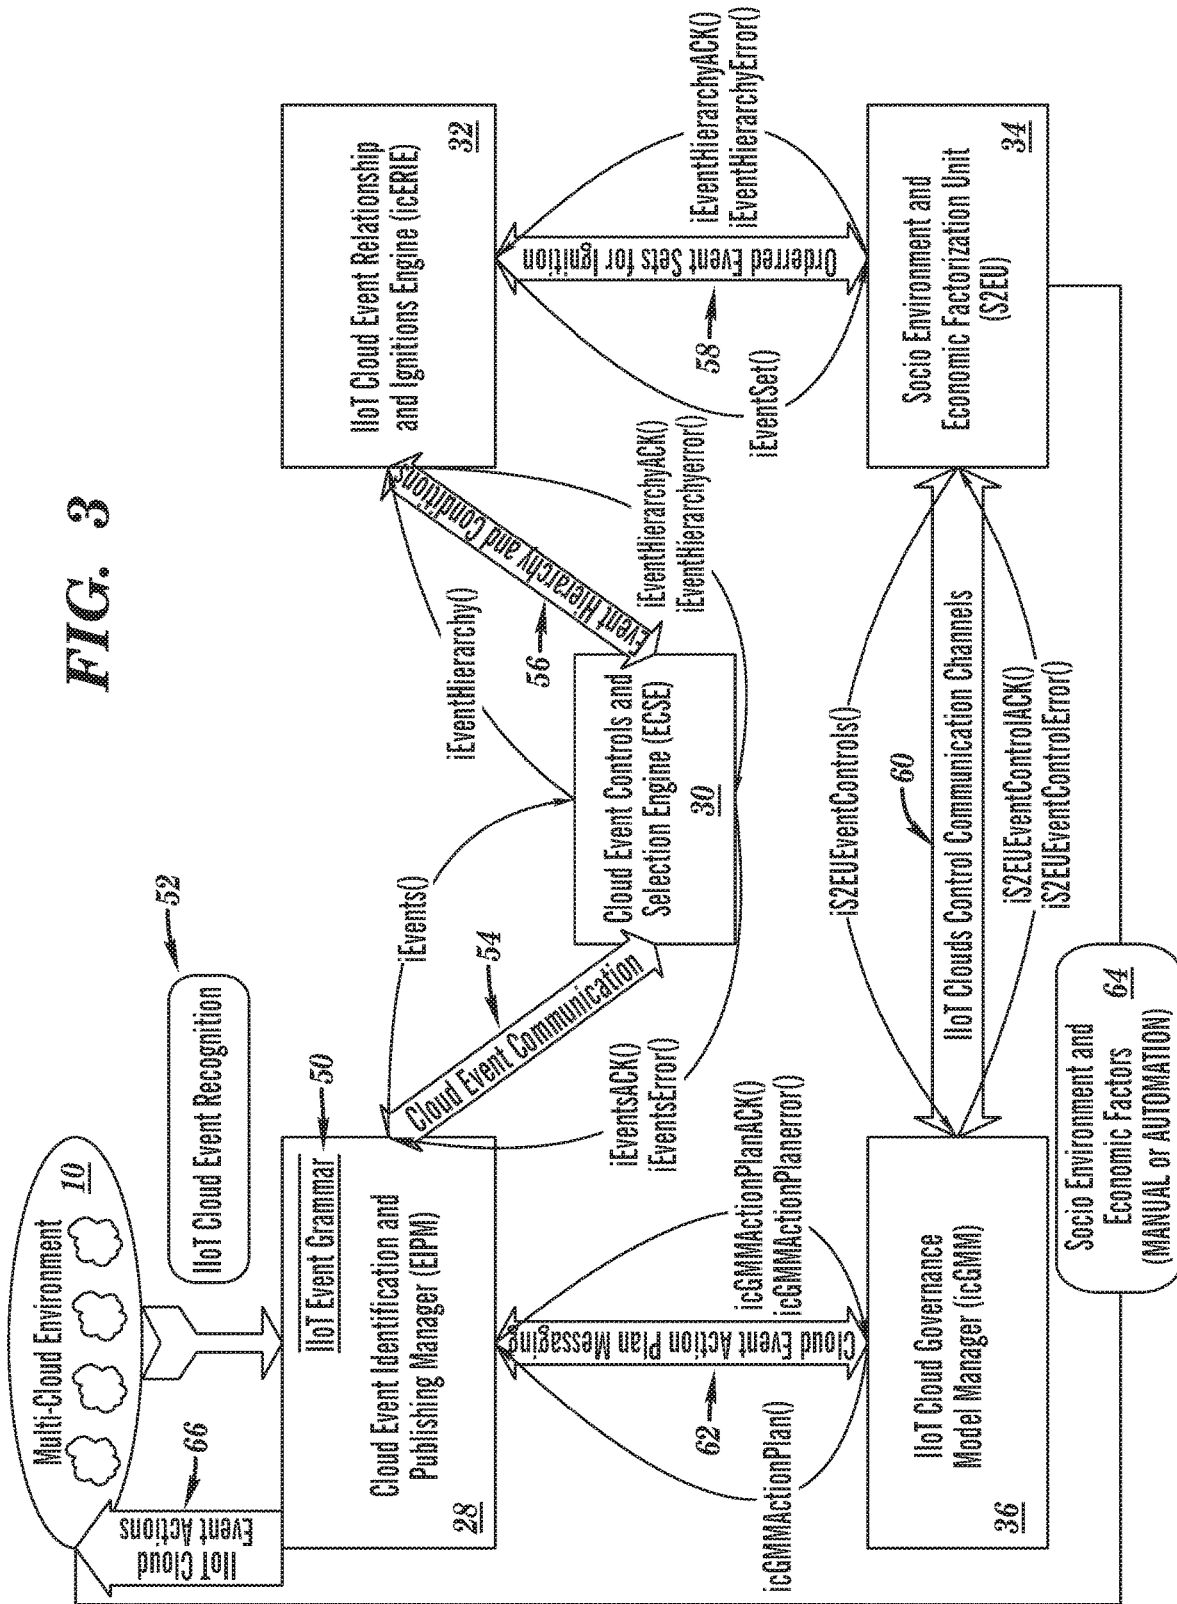 FIG. 3
Multi-Cloud Environment
10
IIoT Cloud
Event Actions
66
IIoT Cloud Event Recognition
52
IIoT Event Grammar
50
Cloud Event Identification and
Publishing Manager (EIPM)
28
iEvents()
Cloud Event Communication
54
iEventsACK()
iEventsError()
Cloud Event Controls and
Selection Engine (ECSE)
30
iEventHierarchy()
Event Hierarchy and Conditions
56
iEventHierarchyACK()
iEventHierarchyerror()
IIoT Cloud Event Relationship
and Ignitions Engine (icERIE)
32
iEventSet()
58
Ordered Event Sets for Ignition
iEventHierarchyACK()
iEventHierarchyError()
icGMMActionPlan()
62
Cloud Event Action Plan Messaging
icGMMActionPlanACK()
icGMMActionPlanerror()
IIoT Cloud Governance
Model Manager (icGMM)
36
iS2EUEventControls()
60
IIoT Clouds Control Communication Channels
iS2EUEventControlACK()
iS2EUEventControlError()
Socio Environment and
Economic Factorization Unit
(S2EU)
34
Socio Environment and
Economic Factors
(MANUAL or AUTOMATION)
64